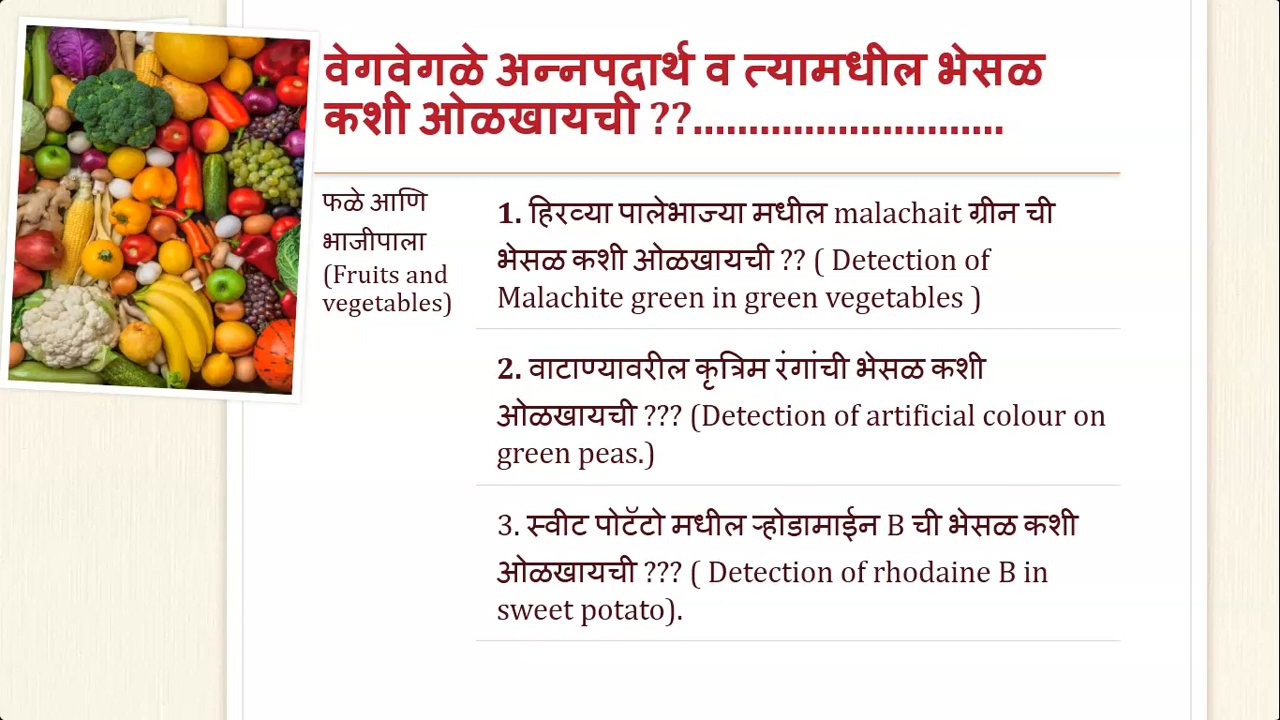 वेगवेगळे अन्नपदार्थ व त्यामधील भेसळ
कशी ओळखायची ??............................
फळे आणि
भाजीपाला
(Fruits and
vegetables)
1. हिरव्या पालेभाज्या मधील malachait ग्रीन ची
भेसळ कशी ओळखायची ?? ( Detection of
Malachite green in green vegetables )
2. वाटाण्यावरील कृत्रिम रंगांची भेसळ कशी
ओळखायची ??? (Detection of artificial colour on
green peas.)
3. स्वीट पोटॅटो मधील ऱ्होडामाईन B ची भेसळ कशी
ओळखायची ??? ( Detection of rhodaine B in
sweet potato).